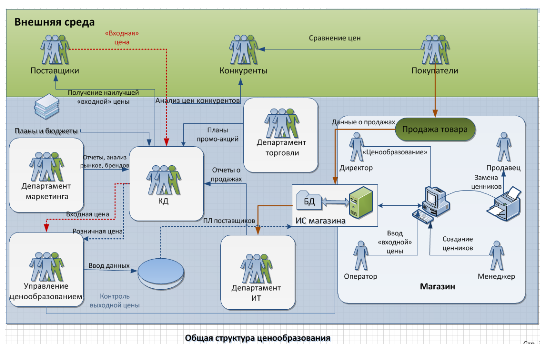 Внешняя среда
«Входная»
цена
Сравнение цен
Поставщики
Конкуренты
Покупатели
Получение наилучшей
«входной» цены
Анализ цен конкурентов
Планы и бюджеты
Планы
промо-акций
Данные о продажах
Продажа товара
Департамент
торговли
«Ценообразование»
Директор
Продавец
Отчеты, анализ
рынков, брендов
Отчеты о
продажах
Замена
ценников
Департамент
маркетинга
КД
БД
ИС магазина
Входная цена
Розничная цена
ПЛ поставщиков
Ввод
«входной»
цены
Создание
ценников
Управление
ценообразованием
Ввод данных
Оператор
Менеджер
Департамент
ИТ
Магазин
Контроль
выходной цены
Общая структура ценообразования
Стр